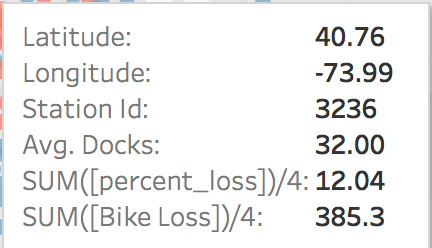 Latitude: 40.76
Longitude: -73.99
Station Id: 3236
Avg. Docks: 32.00
SUM([percent_loss])/4: 12.04
SUM([Bike Loss])/4: 385.3